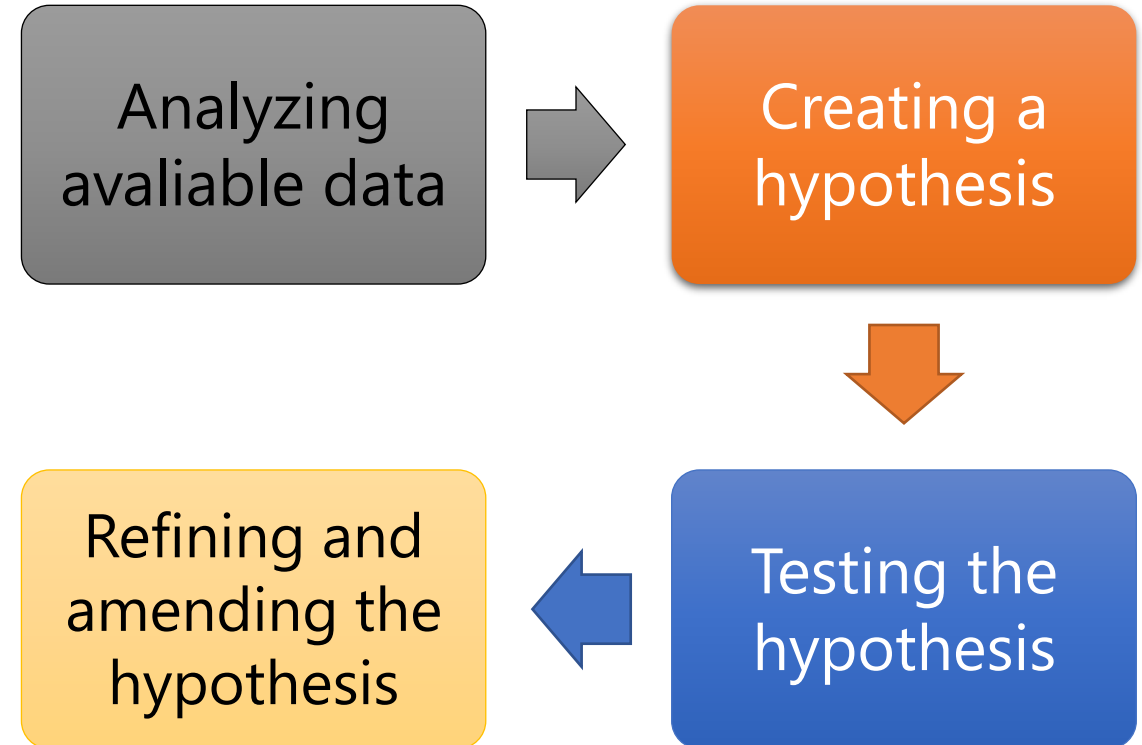 Analyzing
avaliable data
Creating a
hypothesis
Testing the
hypothesis
Refining and
amending the
hypothesis